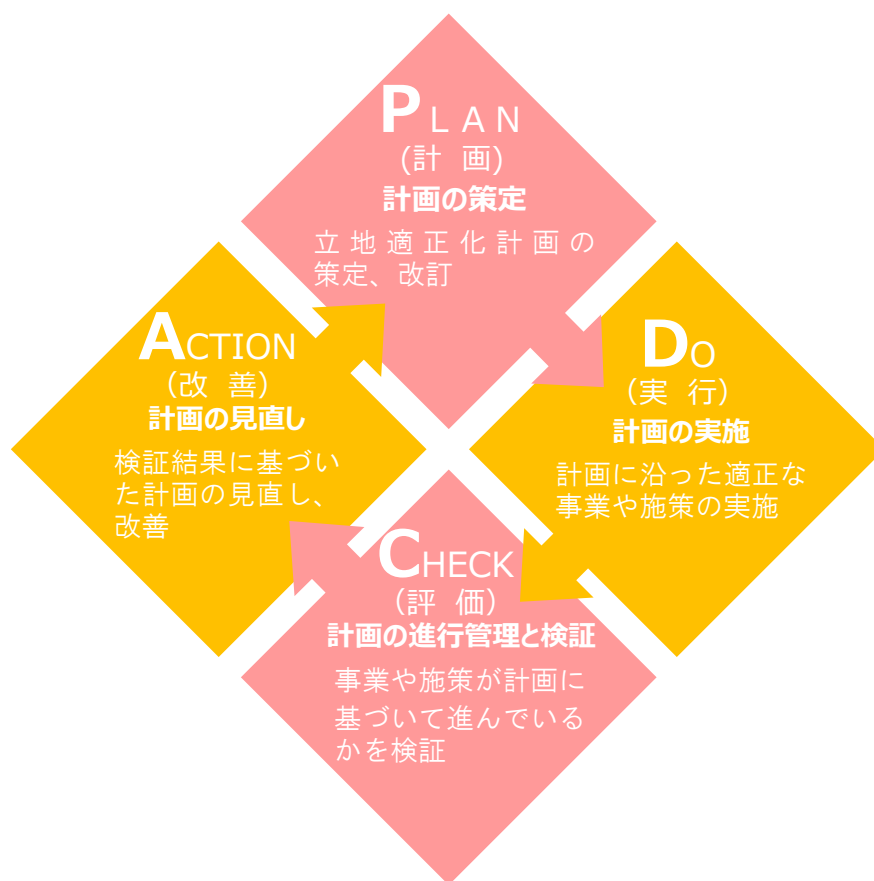 PLAN
(計 画)
計画の策定
立地適正化計画の
策定、改訂
DO
(実 行)
計画の実施
計画に沿った適正な
事業や施策の実施
CHECK
(評 価)
計画の進行管理と検証
事業や施策が計画に
基づいて進んでいる
かを検証
ACTION
(改 善)
計画の見直し
検証結果に基づい
た計画の見直し、
改善